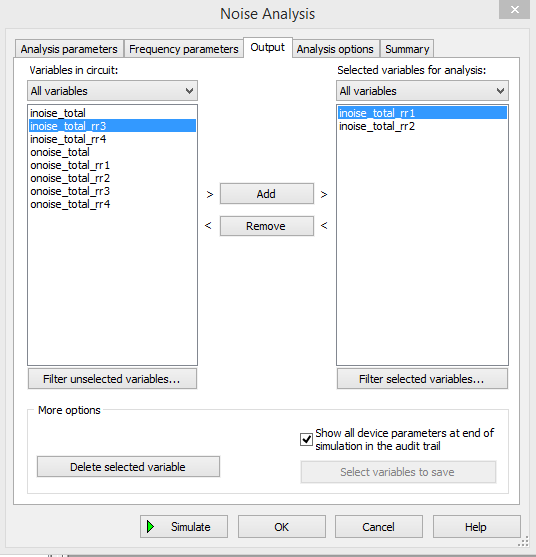 Noise Analysis
Analysis parameters
Frequency parameters
Output
Analysis options
Summary
Variables in circuit:
All variables
inoise_total
inoise_total_rr3
inoise_total_rr4
onoise_total
onoise_total_rr1
onoise_total_rr2
onoise_total_rr3
onoise_total_rr4
Filter unselected variables...
> Add >
< Remove <
Selected variables for analysis:
All variables
inoise_total_rr1
inoise_total_rr2
Filter selected variables...
More options
Delete selected variable
Show all device parameters at end of
simulation in the audit trail
Select variables to save
Simulate
OK
Cancel
Help